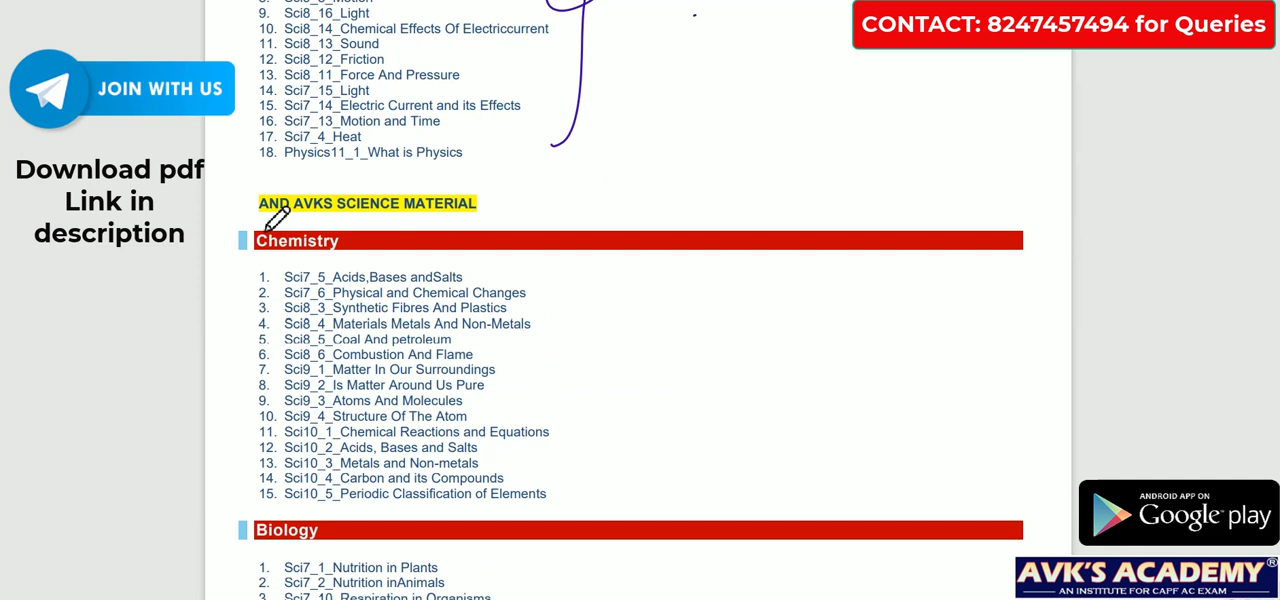 CONTACT: 8247457494 for Queries
JOIN WITH US
Download pdf
Link in
description
9. Sci8_16_Light
10. Sci8_14_Chemical Effects Of Electriccurrent
11. Sci8_13_Sound
12. Sci8_12_Friction
13. Sci8_11_Force And Pressure
14. Sci7_15_Light
15. Sci7_14_Electric Current and its Effects
16. Sci7_13_Motion and Time
17. Sci7_4_Heat
18. Physics11_1_What is Physics
AND AVKS SCIENCE MATERIAL
Chemistry
1. Sci7_5_Acids,Bases andSalts
2. Sci7_6_Physical and Chemical Changes
3. Sci8_3_Synthetic Fibres And Plastics
4. Sci8_4_Materials Metals And Non-Metals
5. Sci8_5_Coal And petroleum
6. Sci8_6_Combustion And Flame
7. Sci9_1_Matter In Our Surroundings
8. Sci9_2_Is Matter Around Us Pure
9. Sci9_3_Atoms And Molecules
10. Sci9_4_Structure Of The Atom
11. Sci10_1_Chemical Reactions and Equations
12. Sci10_2_Acids, Bases and Salts
13. Sci10_3_Metals and Non-metals
14. Sci10_4_Carbon and its Compounds
15. Sci10_5_Periodic Classification of Elements
Biology
1. Sci7_1_Nutrition in Plants
2. Sci7_2_Nutrition inAnimals
3. Sci7_10_Respiration in Organisms
ANDROID APP ON
Google play
AVK'S ACADEMY®
AN INSTITUTE FOR CAPF AC EXAM